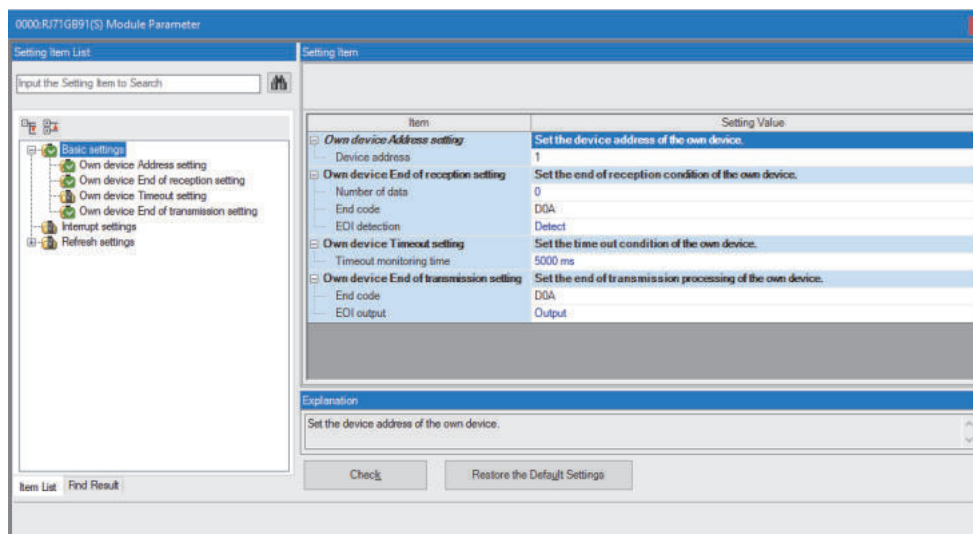 0000:RJ71GB91(S) Module Parameter
Setting Item List
Input the Setting Item to Search
Basic settings
Own device Address setting
Own device End of reception setting
Own device Timeout setting
Own device End of transmission setting
Interrupt settings
Refresh settings
Item List Find Result
Setting Item
Item Setting Value
Own device Address setting Set the device address of the own device.
Device address 1
Own device End of reception setting Set the end of reception condition of the own device.
Number of data 0
End code D0A
EOI detection Detect
Own device Timeout setting Set the time out condition of the own device.
Timeout monitoring time 5000 ms
Own device End of transmission setting Set the end of transmission processing of the own device.
End code D0A
EOI output Output
Explanation
Set the device address of the own device.
Check Restore the Default Settings